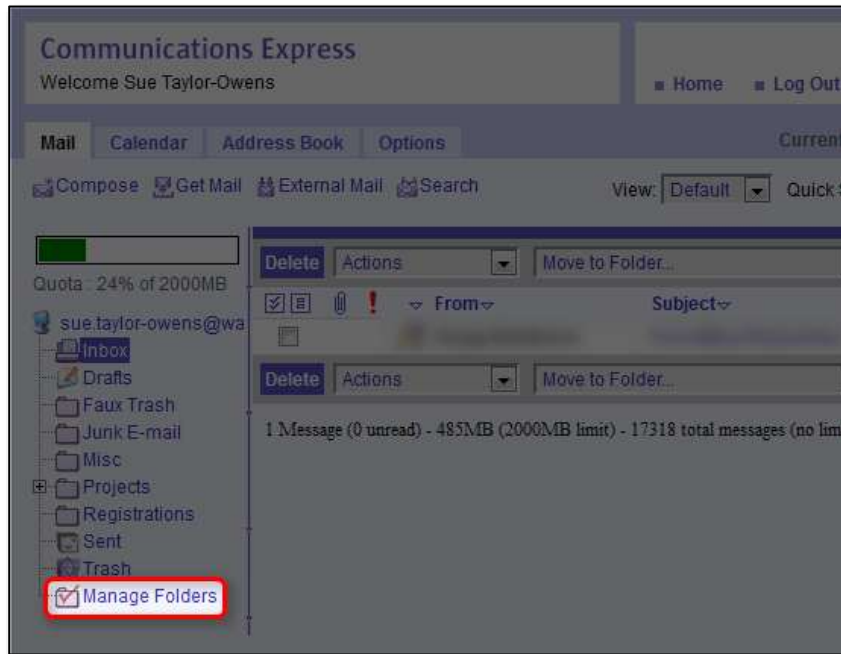 Communications Express
Welcome Sue Taylor-Owens
Home Log Out
Mail Calendar Address Book Options Current
Compose Get Mail External Mail Search View: Default Quick
Quota : 24% of 2000MB
Delete Actions Move to Folder...
From Subject
sue.taylor-owens@wa
Inbox
Drafts
Faux Trash
Junk E-mail
Misc
Projects
Registrations
Sent
Trash
Manage Folders
Delete Actions Move to Folder...
1 Message (0 unread) - 485MB (2000MB limit) - 17318 total messages (no lim